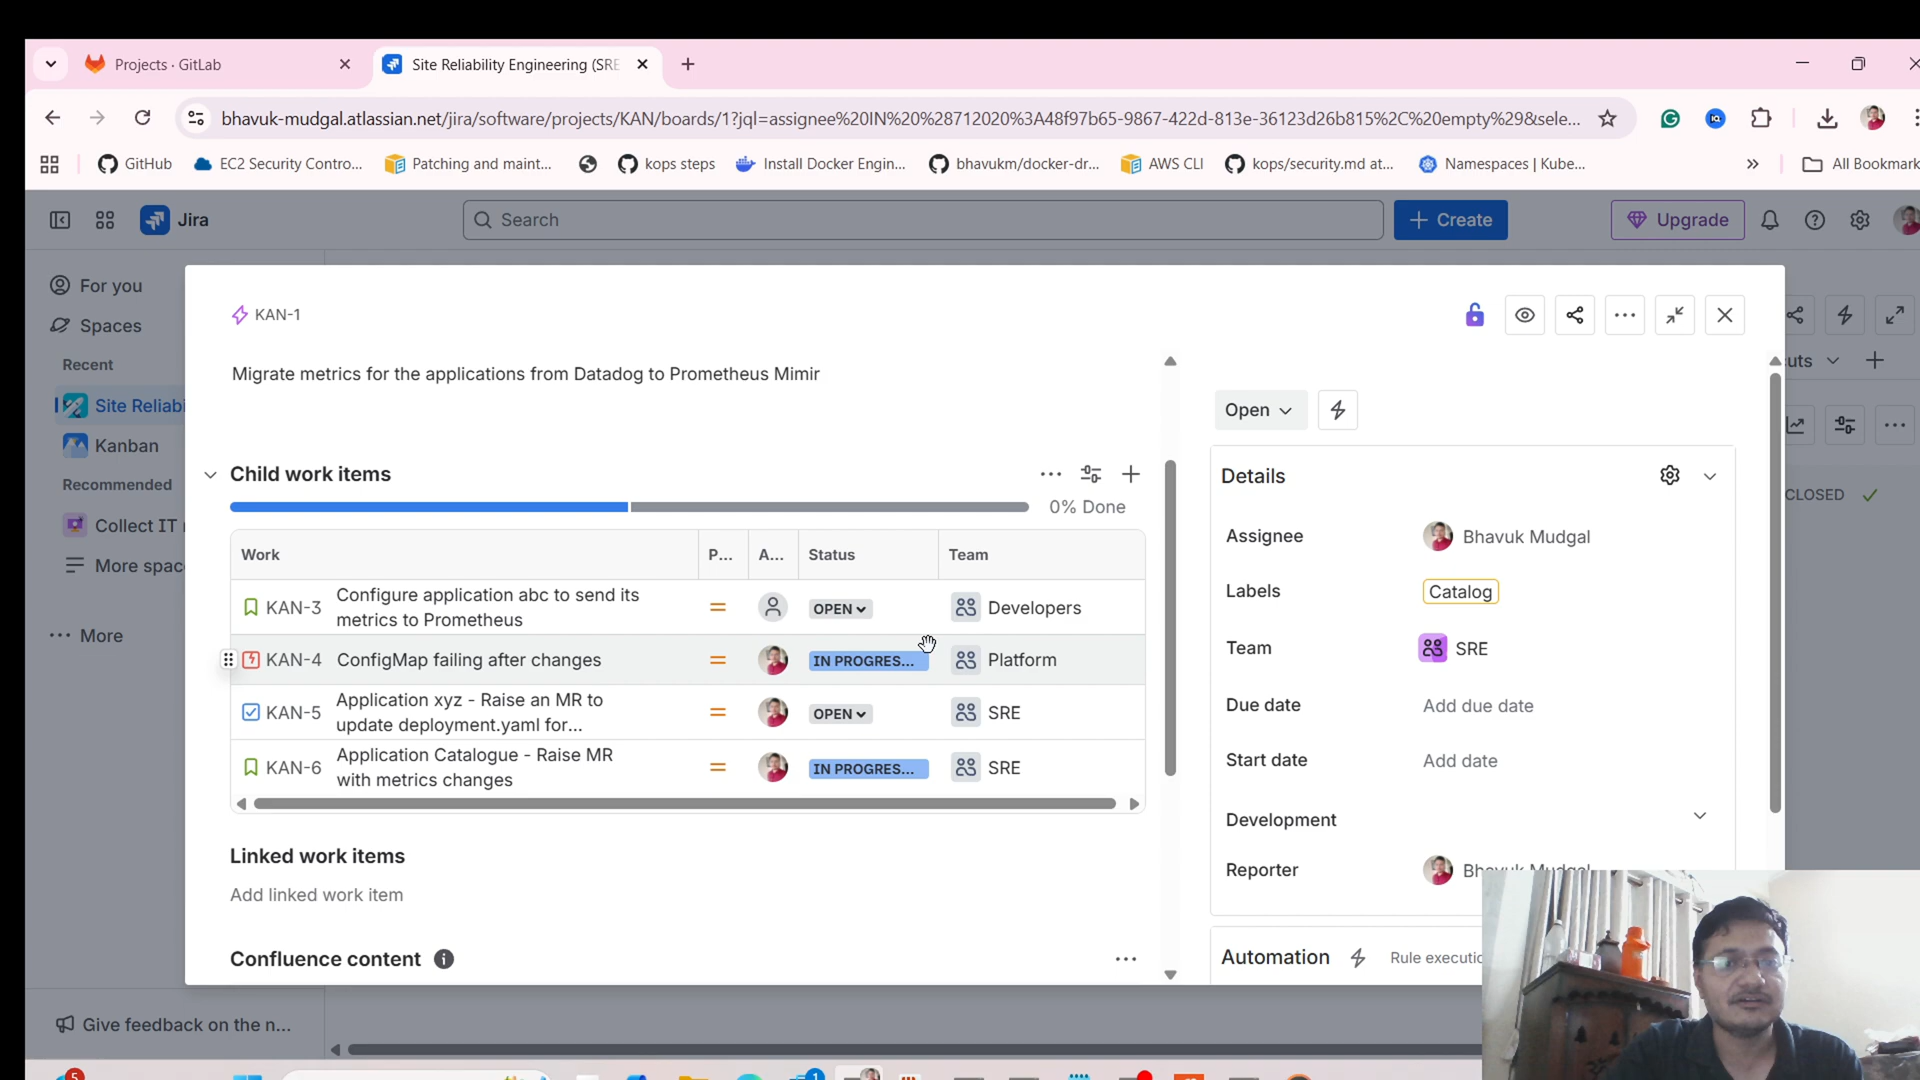 Projects · GitLab
Site Reliability Engineering (SRE
bhavuk-mudgal.atlassian.net/jira/software/projects/KAN/boards/1?jql=assignee%20IN%20%28712020%3A48f97b65-9867-422d-813e-36123d26b815%2C%20empty%29&sele...
GitHub
EC2 Security Contro...
Patching and maint...
kops steps
Install Docker Engin...
bhavukm/docker-dr...
AWS CLI
kops/security.md at...
Namespaces | Kube...
»
All Bookmark
Jira
Search
+ Create
Upgrade
For you
Spaces
Recent
Site Reliabi
Kanban
Recommended
Collect IT
More spac
More
Give feedback on the n...
KAN-1
Migrate metrics for the applications from Datadog to Prometheus Mimir
Child work items
0% Done
Work P... A... Status Team
KAN-3 Configure application abc to send its metrics to Prometheus OPEN Developers
KAN-4 ConfigMap failing after changes IN PROGRES... Platform
KAN-5 Application xyz - Raise an MR to update deployment.yaml for... OPEN SRE
KAN-6 Application Catalogue - Raise MR with metrics changes IN PROGRES... SRE
Linked work items
Add linked work item
Confluence content
Open
Details
Assignee Bhavuk Mudgal
Labels Catalog
Team SRE
Due date Add due date
Start date Add date
Development
Reporter
Automation Rule executi
uts
CLOSED
5
1